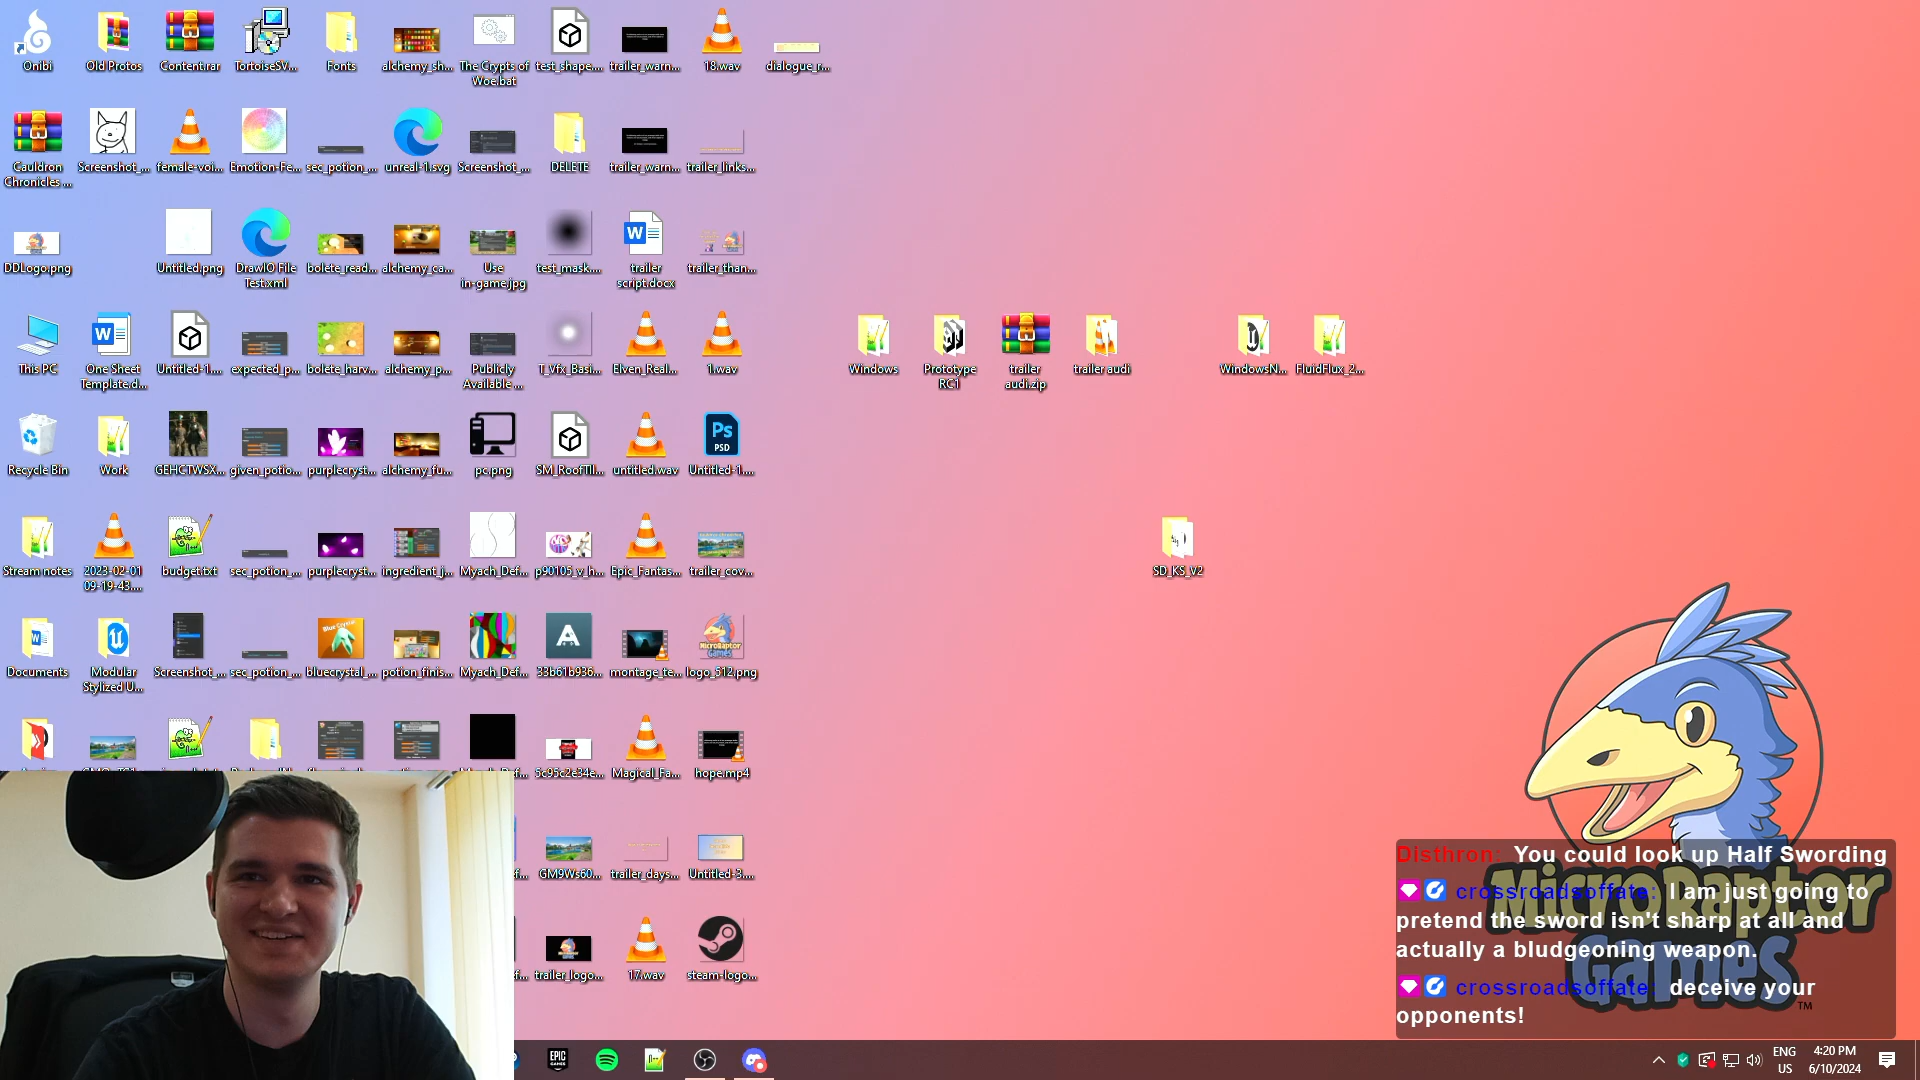 Onibi
Old Protos
Content.rar
TortoiseSV...
Fonts
alchemy_sh...
The Crypts of
Woe.bat
test_shape....
trailer_warn...
18.wav
dialogue_r...
Cauldron
Chronicles ...
Screenshot_...
female-voi...
Emotion-Fe...
sec_potion_...
unreal-1.svg
Screenshot_...
DELETE
trailer_warn...
trailer_links...
DDLogo.png
Untitled.png
DrawIO File
Test.xml
bolete_read...
alchemy_ca...
Use
in-game.jpg
test_mask....
trailer
script.docx
trailer_than...
This PC
One Sheet
Template.d...
Untitled-1....
expected_p...
bolete_harv...
alchemy_p...
Publicly
Available ...
T_Vfx_Basi...
Elven_Real...
1.wav
Windows
Prototype
RC1
trailer
audi.zip
trailer audi
WindowsN...
FluidFlux_2...
Recycle Bin
Work
GEHCTWSX...
given_potio...
purplecryst...
alchemy_fu...
pc.png
SM_RoofTil...
untitled.wav
Untitled-1....
Stream notes
2023-02-01
09-19-43....
budget.txt
sec_potion_...
purplecryst...
ingredient_j...
Myach_Def...
p90105_v_h...
Epic_Fantas...
trailer_cov...
SD_KS_V2
Documents
Modular
Stylized U...
Screenshot_...
sec_potion_...
bluecrystal_...
potion_finis...
Myach_Def...
33b61b936...
montage_te...
logo_512.png
5c95c2e34e...
Magical_Fa...
hope.mp4
GM9Ws60...
trailer_days...
Untitled-3....
trailer_logo...
17.wav
steam-logo...
MicroRaptor
Games
TM
Disthron: You could look up Half Swording
crossroadsoffate: I am just going to
pretend the sword isn't sharp at all and
actually a bludgeoning weapon.
crossroadsoffate: deceive your
opponents!
EPIC
GAMES
ENG
US
4:20 PM
6/10/2024